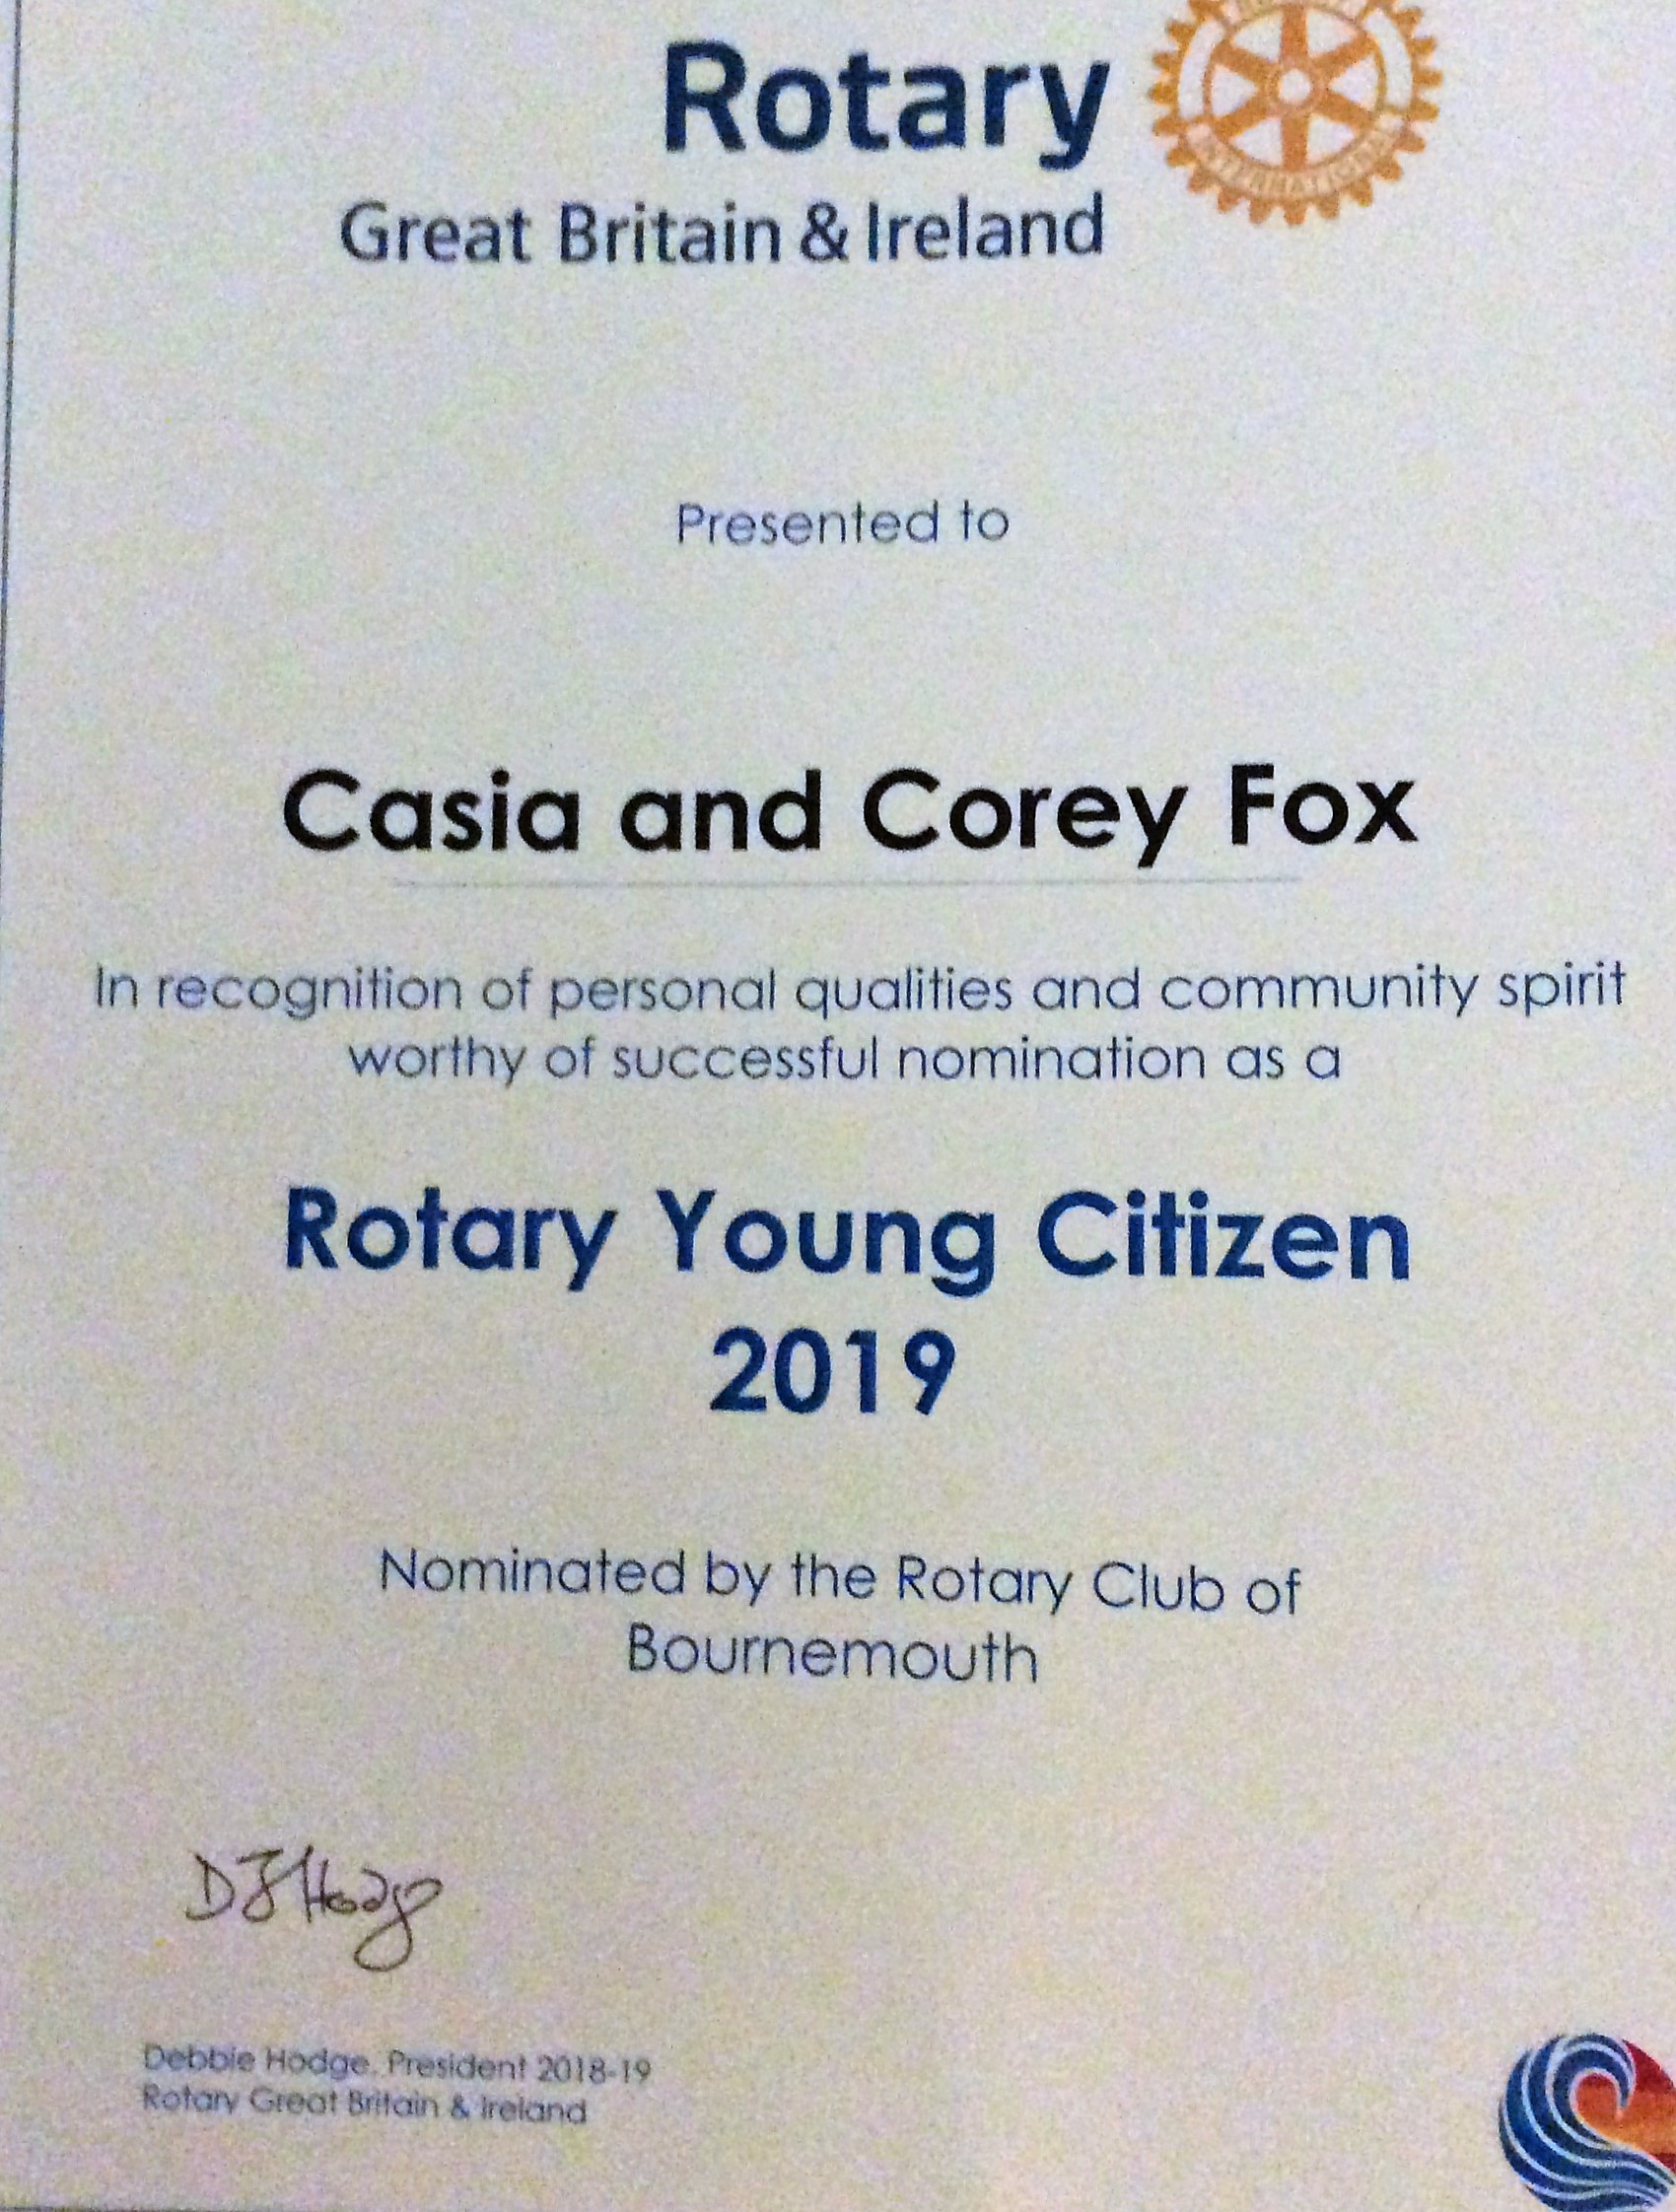 Rotary
Great Britain & Ireland
INTERNATIONAL
Presented to
Casia and Corey Fox
In recognition of personal qualities and community spirit
worthy of successful nomination as a
Rotary Young Citizen
2019
Nominated by the Rotary Club of
Bournemouth
D J Hodge
Debbie Hodge, President 2018-19
Rotary Great Britain & Ireland